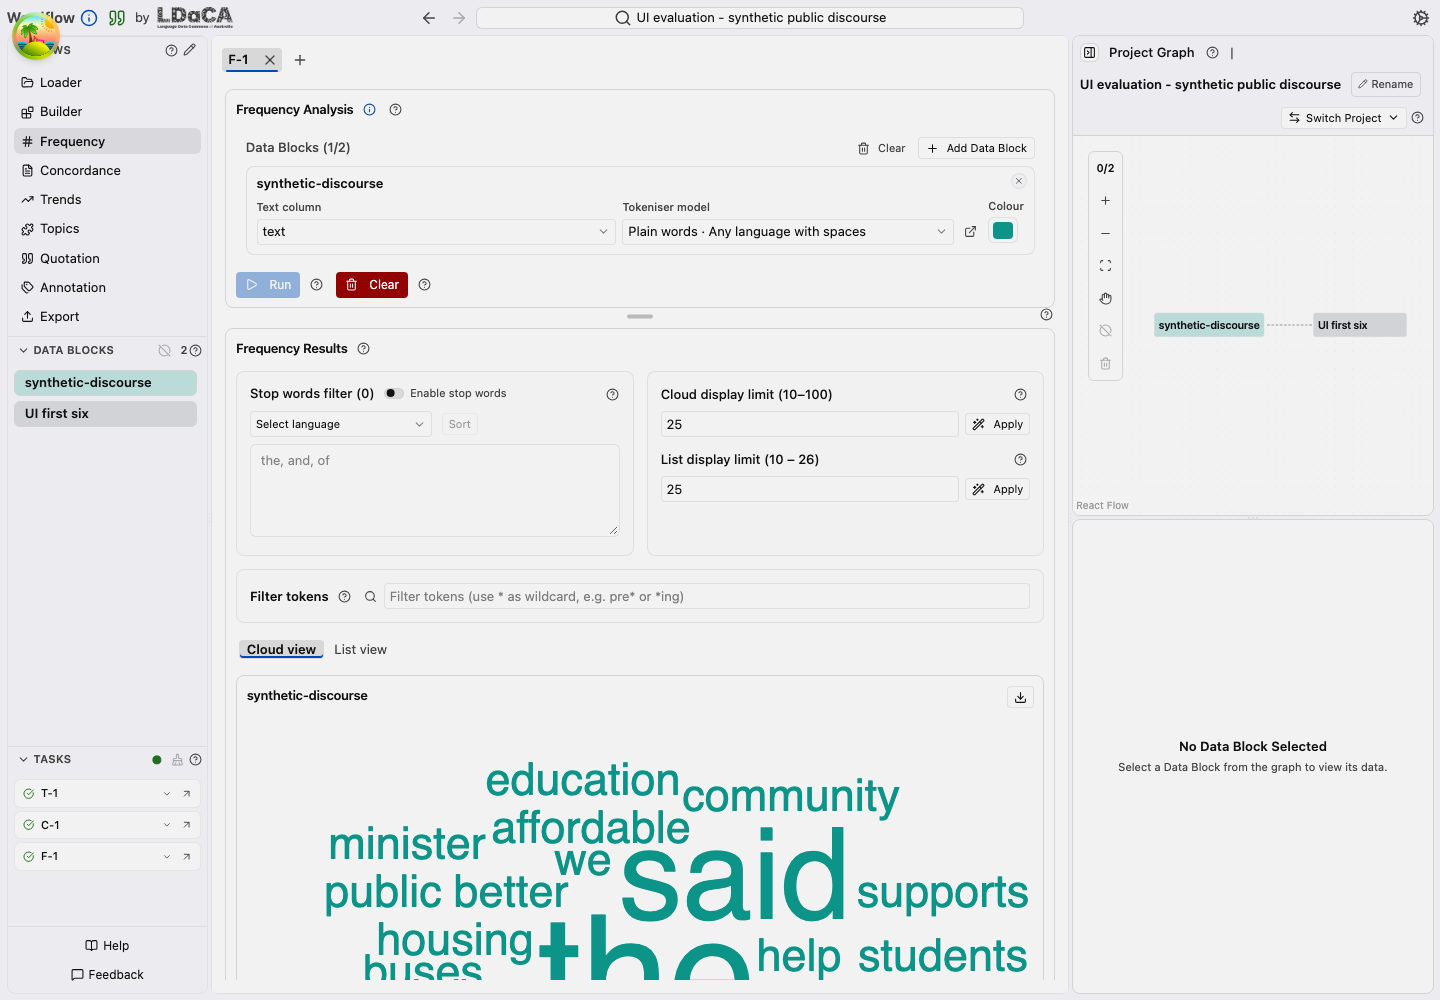 by LDaCA
Language Data Commons of Australia
UI evaluation - synthetic public discourse
Loader
Builder
Frequency
Concordance
Trends
Topics
Quotation
Annotation
Export
DATA BLOCKS 2
synthetic-discourse
UI first six
TASKS
T-1
C-1
F-1
Help
Feedback
F-1
Frequency Analysis
Data Blocks (1/2)
Clear
Add Data Block
synthetic-discourse
Text column
Tokeniser model
Colour
text
Plain words · Any language with spaces
Run
Clear
Frequency Results
Stop words filter (0)
Enable stop words
Select language
Sort
the, and, of
Cloud display limit (10–100)
25
Apply
List display limit (10 – 26)
25
Apply
Filter tokens
Filter tokens (use * as wildcard, e.g. pre* or *ing)
Cloud view
List view
synthetic-discourse
education
community
affordable
minister
we
said
public
better
supports
housing
the
help
students
buses
Project Graph
UI evaluation - synthetic public discourse
Rename
Switch Project
0/2
synthetic-discourse
UI first six
React Flow
No Data Block Selected
Select a Data Block from the graph to view its data.